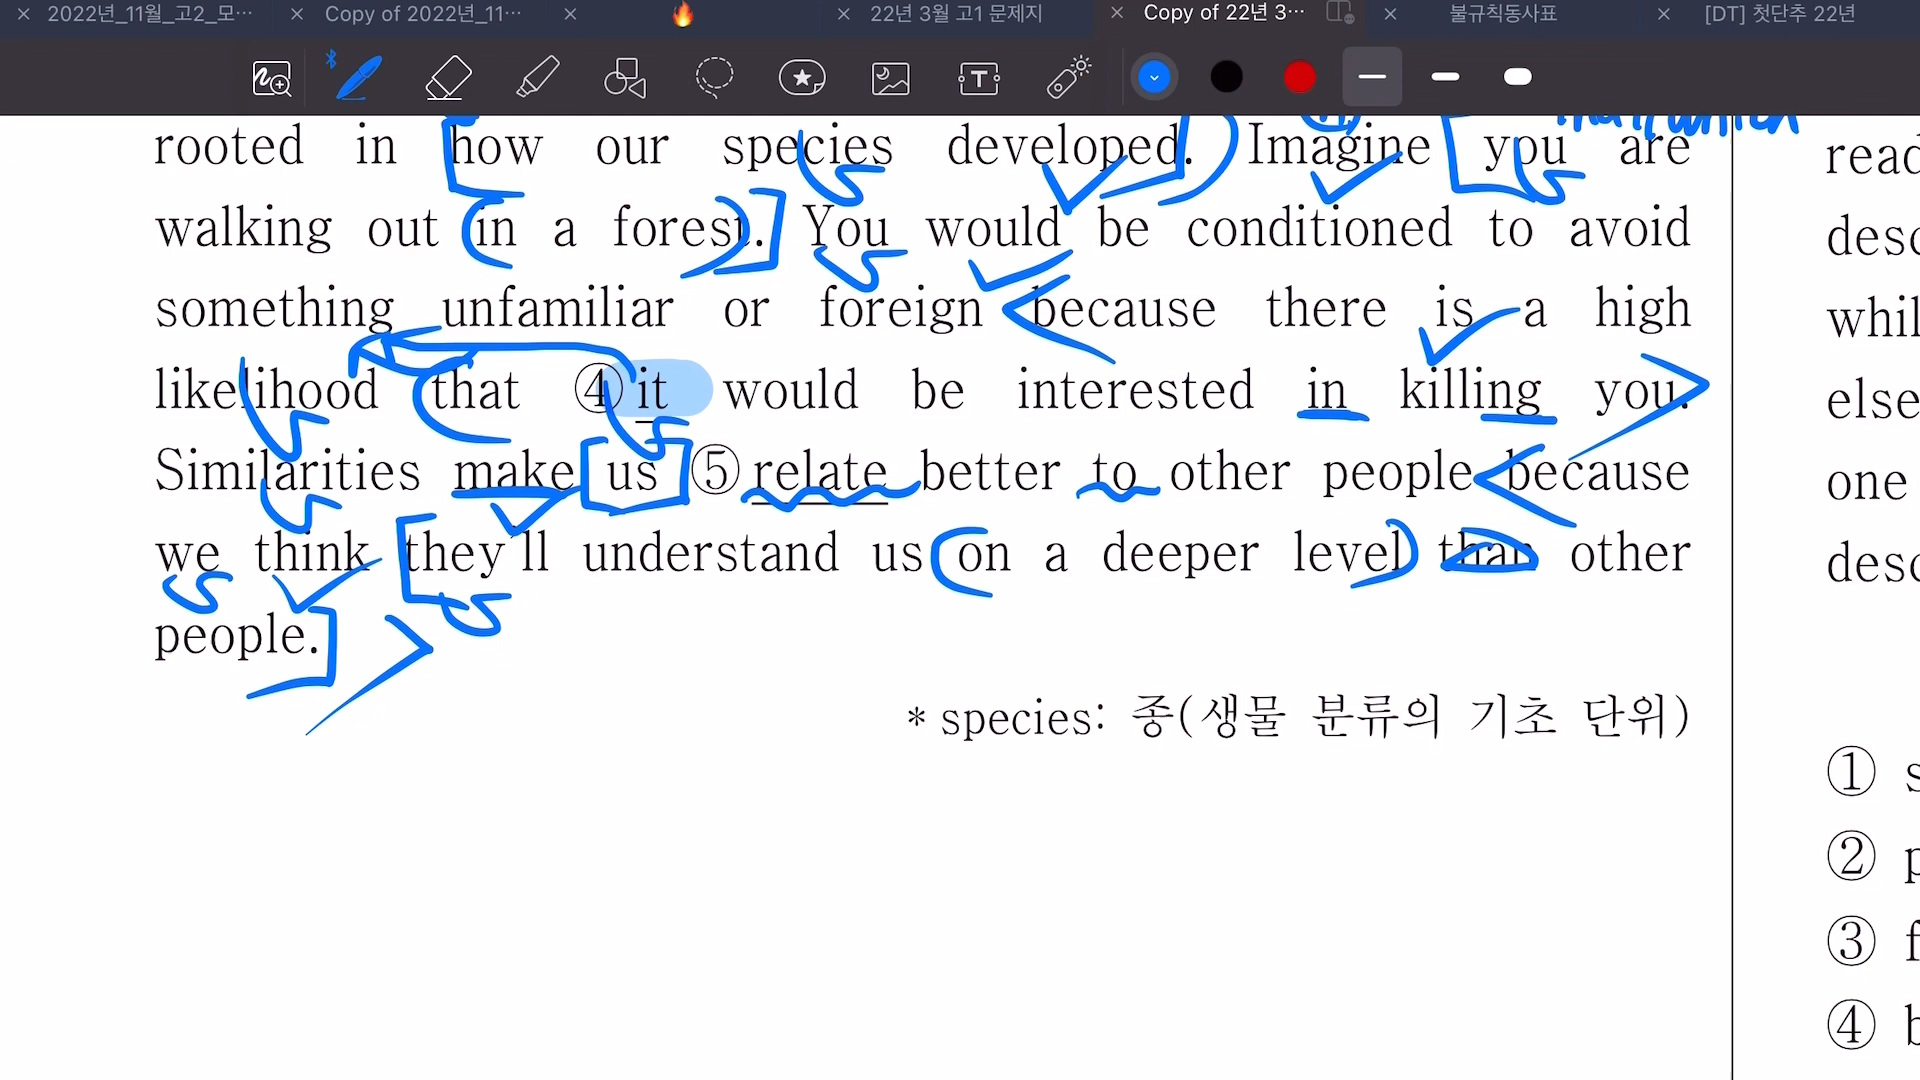 2022년_11월_고2_모…
Copy of 2022년_11…
22년 3월 고1 문제지
Copy of 22년 3…
불규칙동사표
[DT] 첫단추 22년
that/which
rooted in how our species developed. Imagine you are
walking out in a forest. You would be conditioned to avoid
something unfamiliar or foreign because there is a high
likelihood that ④ it would be interested in killing you.
Similarities make us ⑤ relate better to other people because
we think they'll understand us on a deeper level than other
people.
* species: 종(생물 분류의 기초 단위)
read
desc
whil
else
one
desc
① s
② p
③ f
④ b